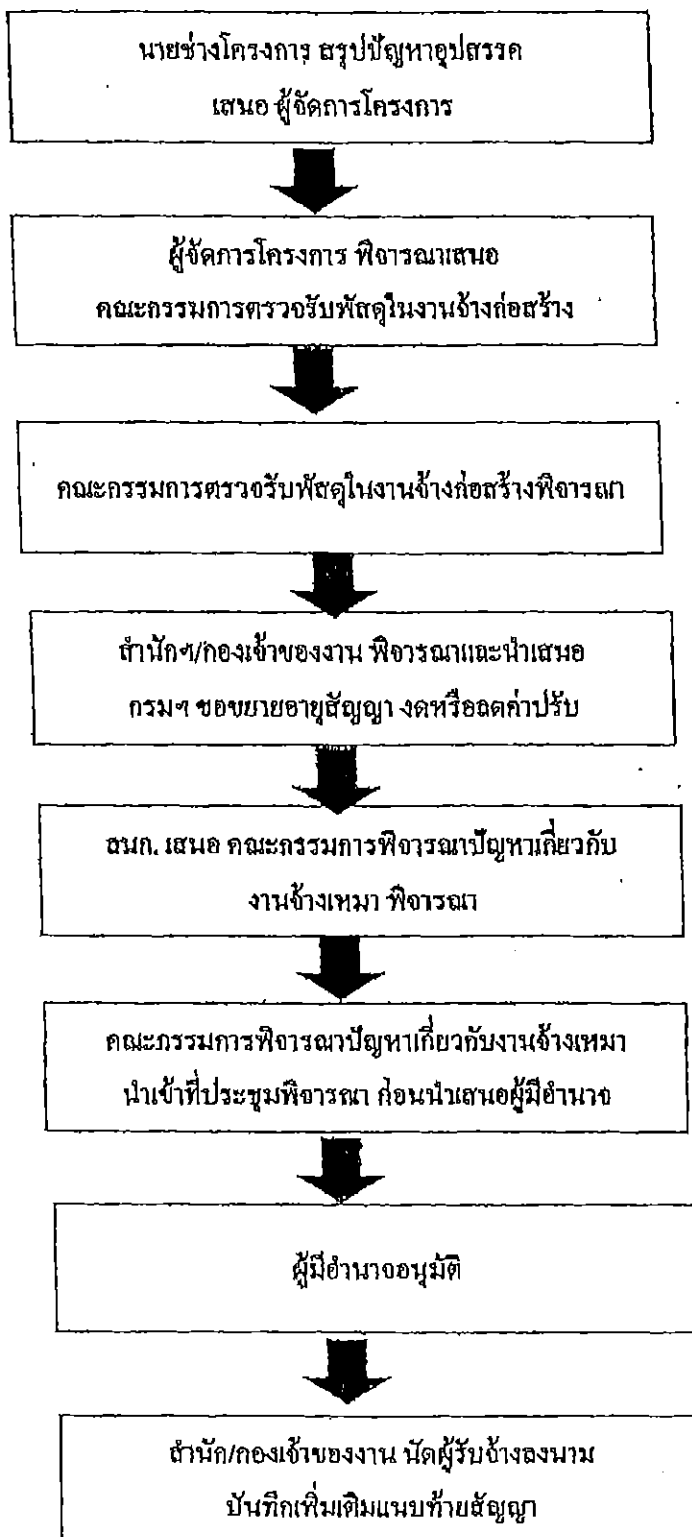 นายช่างโครงการ สรุปปัญหาอุปสรรค
เสนอ ผู้จัดการโครงการ
ผู้จัดการโครงการ พิจารณาเสนอ
คณะกรรมการตรวจรับพัสดุในงานจ้างก่อสร้าง
คณะกรรมการตรวจรับพัสดุในงานจ้างก่อสร้างพิจารณา
สำนักฯ/กองเจ้าของงาน พิจารณาและนำเสนอ
กรมฯ ขอขยายอายุสัญญา งดหรือลดค่าปรับ
สนก. เสนอ คณะกรรมการพิจารณาปัญหาเกี่ยวกับ
งานจ้างเหมา พิจารณา
คณะกรรมการพิจารณาปัญหาเกี่ยวกับงานจ้างเหมา
นำเข้าที่ประชุมพิจารณา ก่อนนำเสนอผู้มีอำนาจ
ผู้มีอำนาจอนุมัติ
สำนัก/กองเจ้าของงาน นัดผู้รับจ้างลงนาม
บันทึกเพิ่มเติมแนบท้ายสัญญา